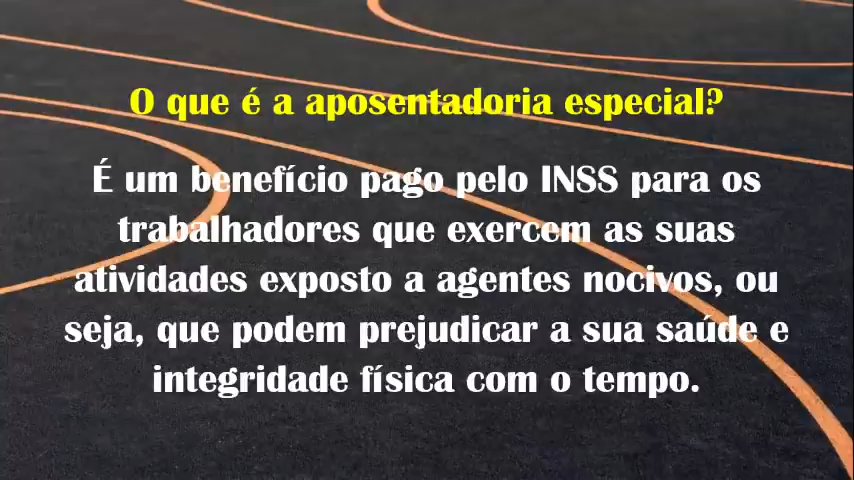 O que é a aposentadoria especial?
É um benefício pago pelo INSS para os
trabalhadores que exercem as suas
atividades exposto a agentes nocivos, ou
seja, que podem prejudicar a sua saúde e
integridade física com o tempo.